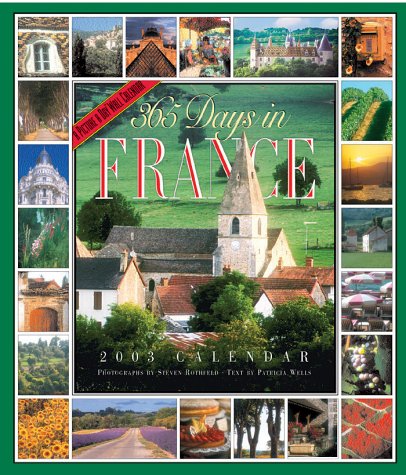 A Picture-A-Day Wall Calendar
365 Days in
FRANCE
2003 CALENDAR
Photographs by Steven Rothfeld · Text by Patricia Wells